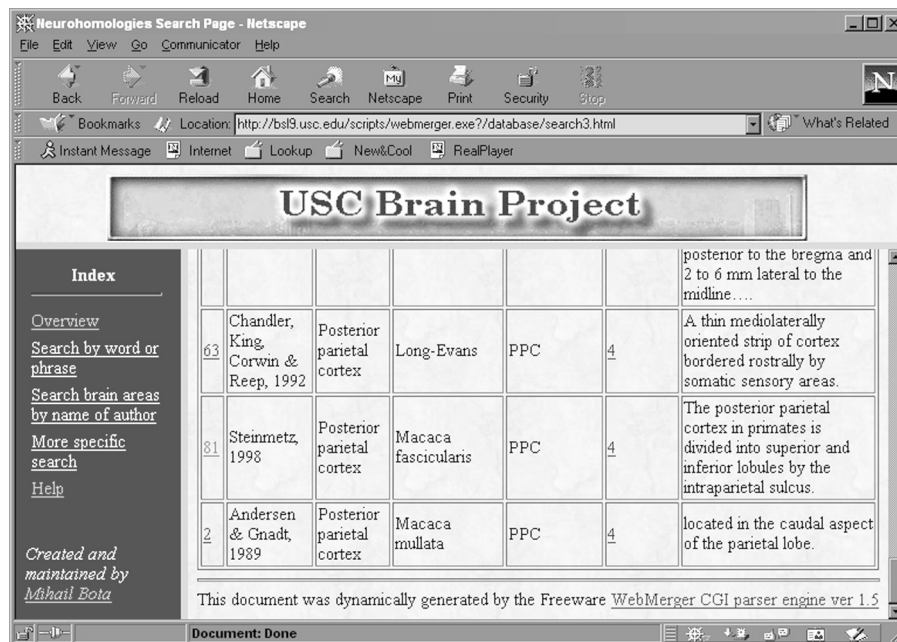 Neurohomologies Search Page - Netscape
File Edit View Go Communicator Help
Back Forward Reload Home Search Netscape Print Security Stop
My
N
Bookmarks Location: http://bsl9.usc.edu/scripts/webmerger.exe?/database/search3.html What's Related
Instant Message Internet Lookup New&Cool RealPlayer
USC Brain Project
Index
Overview
Search by word or
phrase
Search brain areas
by name of author
More specific
search
Help
Created and
maintained by
Mihail Bota
posterior to the bregma and
2 to 6 mm lateral to the
midline....
63
Chandler,
King,
Corwin &
Reep, 1992
Posterior
parietal
cortex
Long-Evans
PPC
4
A thin mediolaterally
oriented strip of cortex
bordered rostrally by
somatic sensory areas.
81
Steinmetz,
1998
Posterior
parietal
cortex
Macaca
fascicularis
PPC
4
The posterior parietal
cortex in primates is
divided into superior and
inferior lobules by the
intraparietal sulcus.
2
Andersen
& Gnadt,
1989
Posterior
parietal
cortex
Macaca
mullata
PPC
4
located in the caudal aspect
of the parietal lobe.
This document was dynamically generated by the Freeware WebMerger CGI parser engine ver 1.5
Document: Done